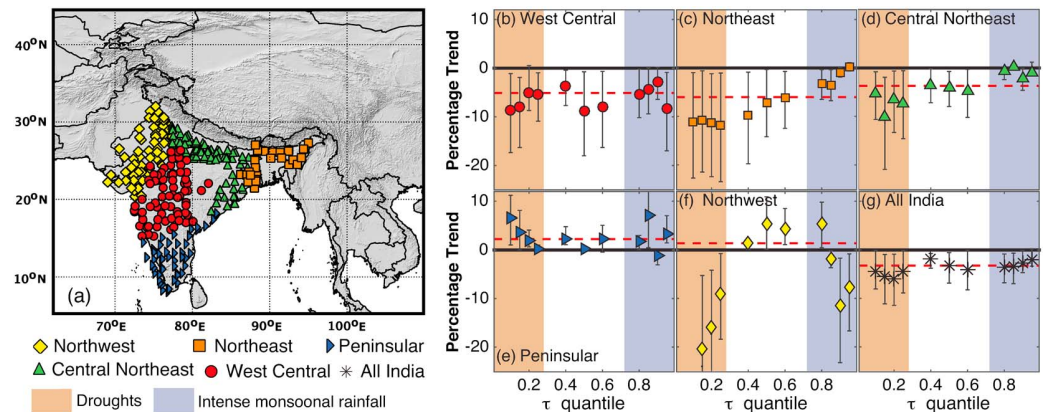 40°N
30°N
20°N
10°N
(a)
70°E 80°E 90°E 100°E
Northwest Northeast Peninsular
Central Northeast West Central All India
Droughts Intense monsoonal rainfall
Percentage Trend
10
0
-10
-20
(b) West Central (c) Northeast (d) Central Northeast
Percentage Trend
10
0
-10
-20
(e) Peninsular (f) Northwest (g) All India
0.2 0.4 0.6 0.8 0.2 0.4 0.6 0.8 0.2 0.4 0.6 0.8
τ quantile τ quantile τ quantile